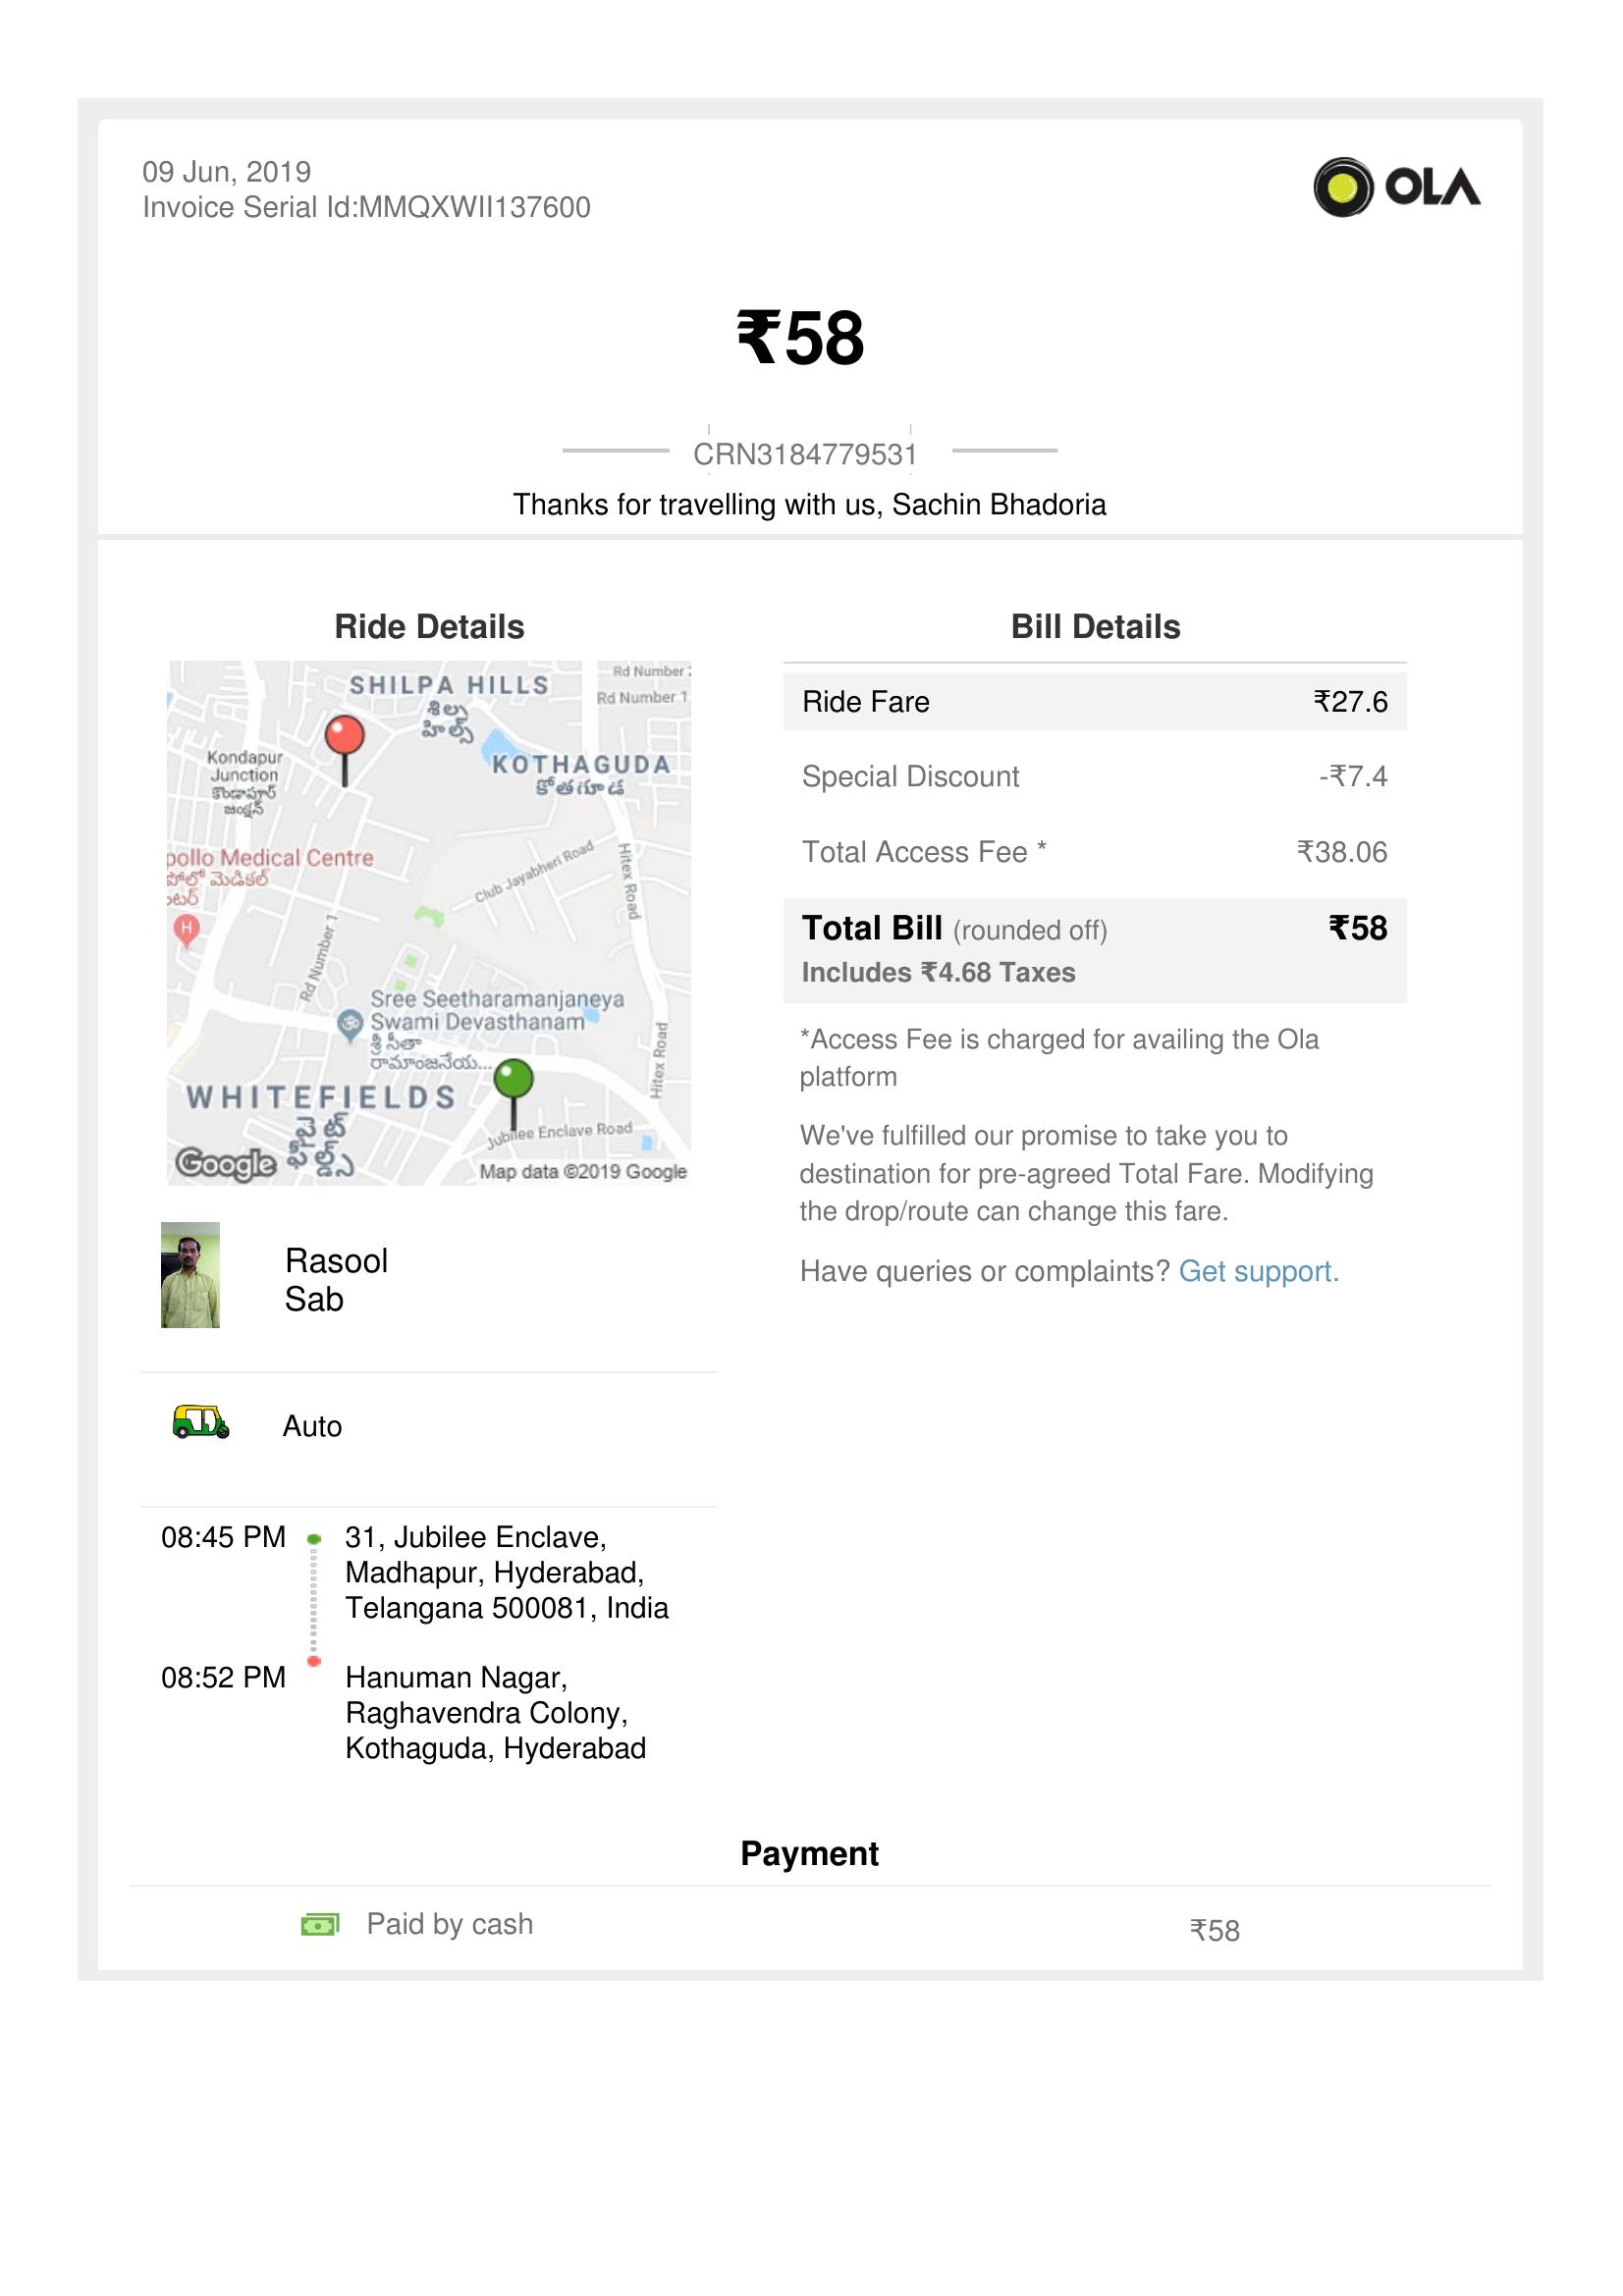 09 Jun, 2019
Invoice Serial Id:MMQXWII137600
OLA
₹58
CRN3184779531
Thanks for travelling with us, Sachin Bhadoria
Ride Details
Rd Number
SHILPA HILLS
Rd Number 1
శిల్ప
హిల్స్
Kondapur
Junction
కొండాపూర్
జంక్షన్
KOTHAGUDA
కోతగూడ
pollo Medical Centre
పోలో మెడికల్
Club Jayabheri Road
Hitex Road
H
Rd Number 1
Sree Seetharamanjaneya
Swami Devasthanam
శ్రీ సీతా
రామాంజనేయ...
Hitex Road
WHITEFIELDS
Jubilee Enclave Road
Google
Map data ©2019 Google
Rasool
Sab
Auto
08:45 PM 31, Jubilee Enclave,
Madhapur, Hyderabad,
Telangana 500081, India
08:52 PM Hanuman Nagar,
Raghavendra Colony,
Kothaguda, Hyderabad
Bill Details
Ride Fare ₹27.6
Special Discount -₹7.4
Total Access Fee * ₹38.06
Total Bill (rounded off) ₹58
Includes ₹4.68 Taxes
*Access Fee is charged for availing the Ola
platform
We've fulfilled our promise to take you to
destination for pre-agreed Total Fare. Modifying
the drop/route can change this fare.
Have queries or complaints? Get support.
Payment
Paid by cash ₹58